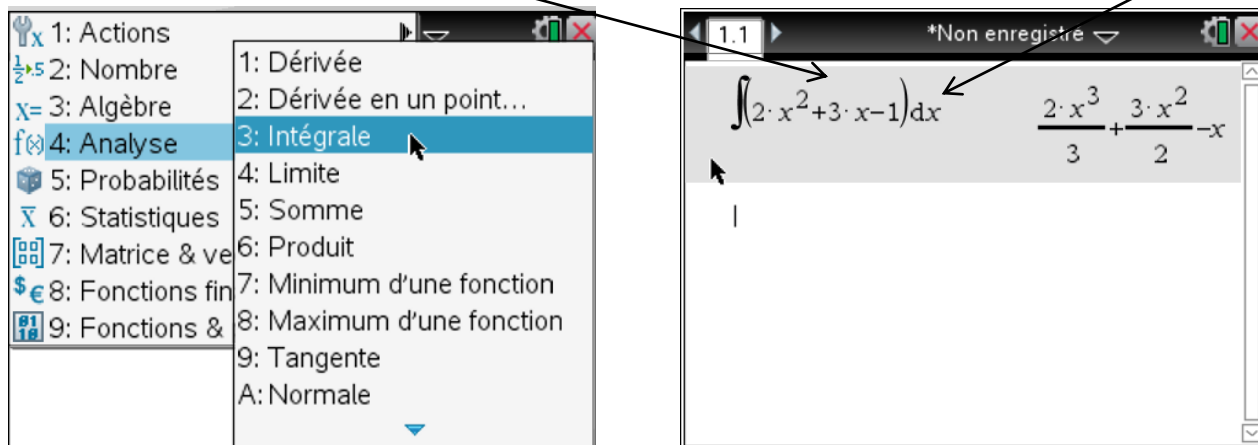 1: Actions
2: Nombre
3: Algèbre
4: Analyse
5: Probabilités
6: Statistiques
7: Matrice & ve
8: Fonctions fin
9: Fonctions &
1: Dérivée
2: Dérivée en un point...
3: Intégrale
4: Limite
5: Somme
6: Produit
7: Minimum d'une fonction
8: Maximum d'une fonction
9: Tangente
A: Normale
1.1 *Non enregistré
∫(2·x²+3·x−1)dx 2·x³/3+3·x²/2−x